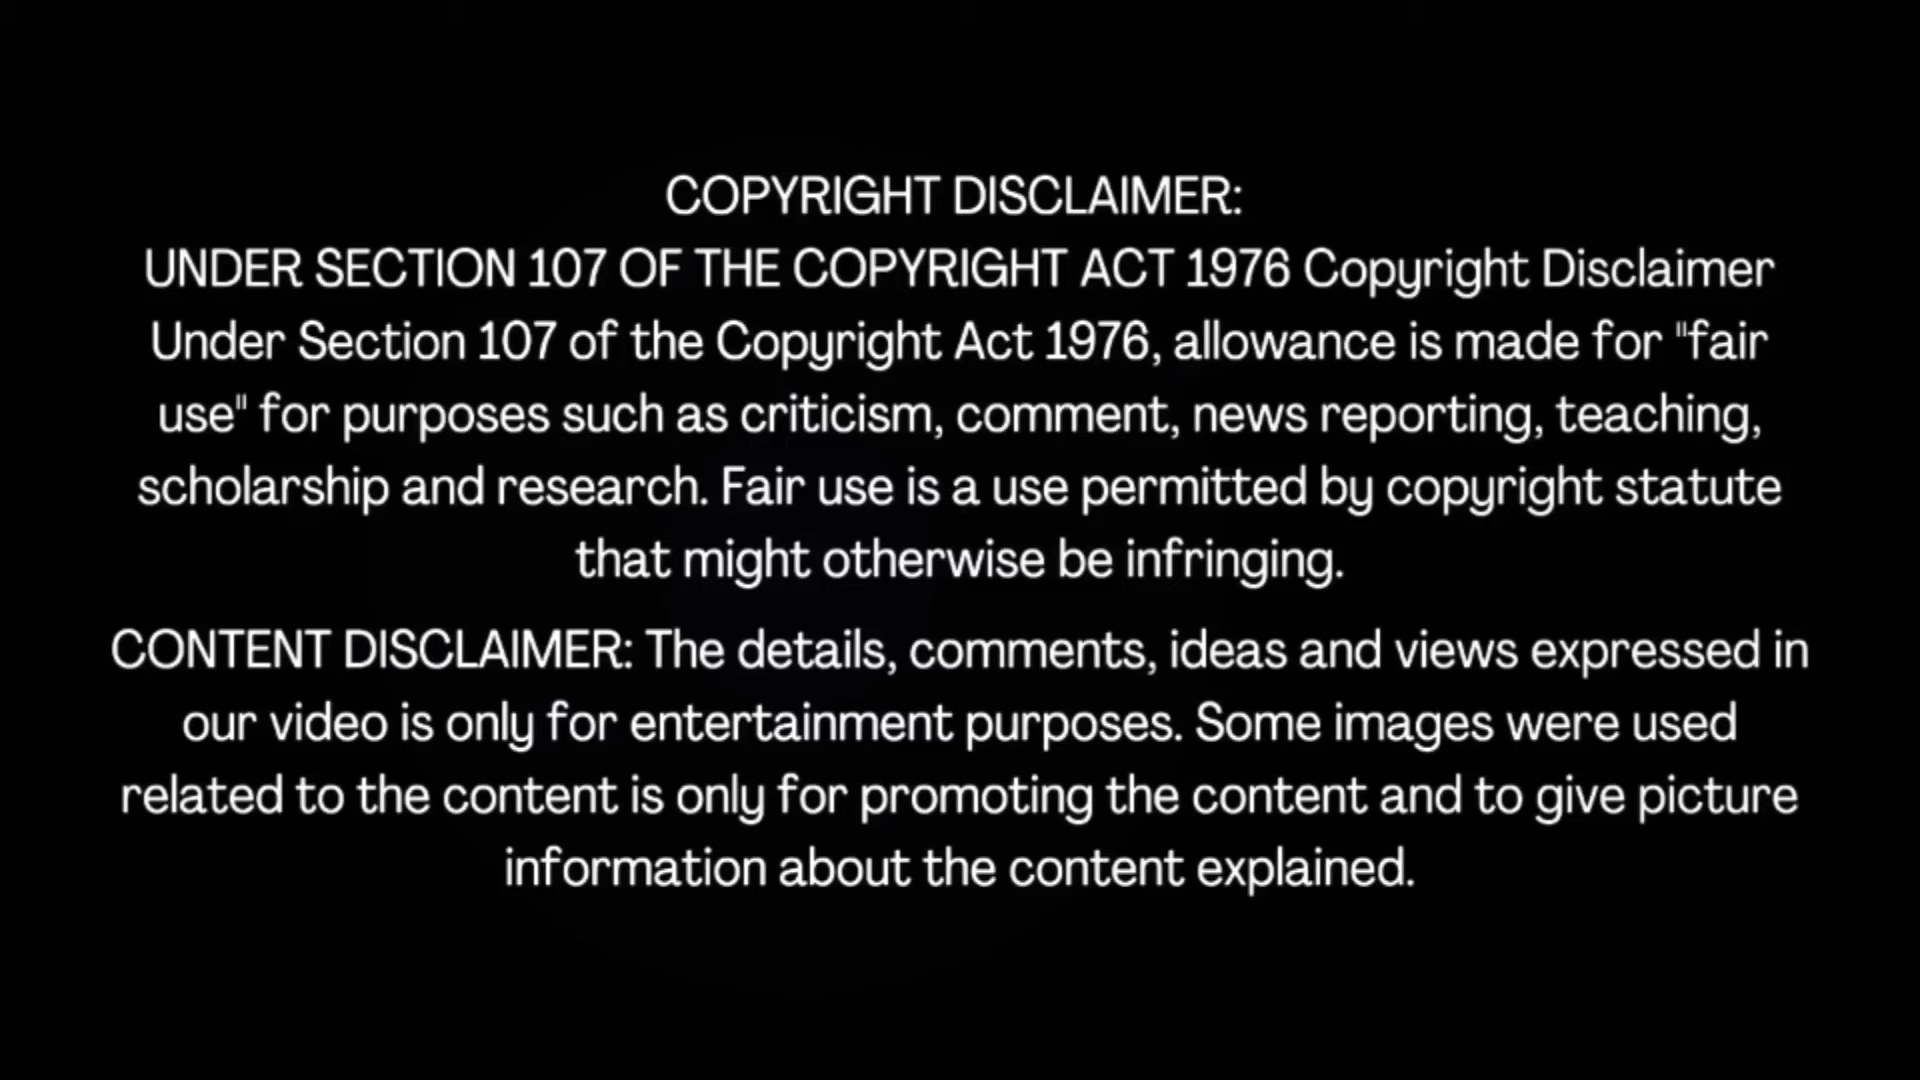 COPYRIGHT DISCLAIMER:
UNDER SECTION 107 OF THE COPYRIGHT ACT 1976 Copyright Disclaimer
Under Section 107 of the Copyright Act 1976, allowance is made for "fair
use" for purposes such as criticism, comment, news reporting, teaching,
scholarship and research. Fair use is a use permitted by copyright statute
that might otherwise be infringing.
CONTENT DISCLAIMER: The details, comments, ideas and views expressed in
our video is only for entertainment purposes. Some images were used
related to the content is only for promoting the content and to give picture
information about the content explained.